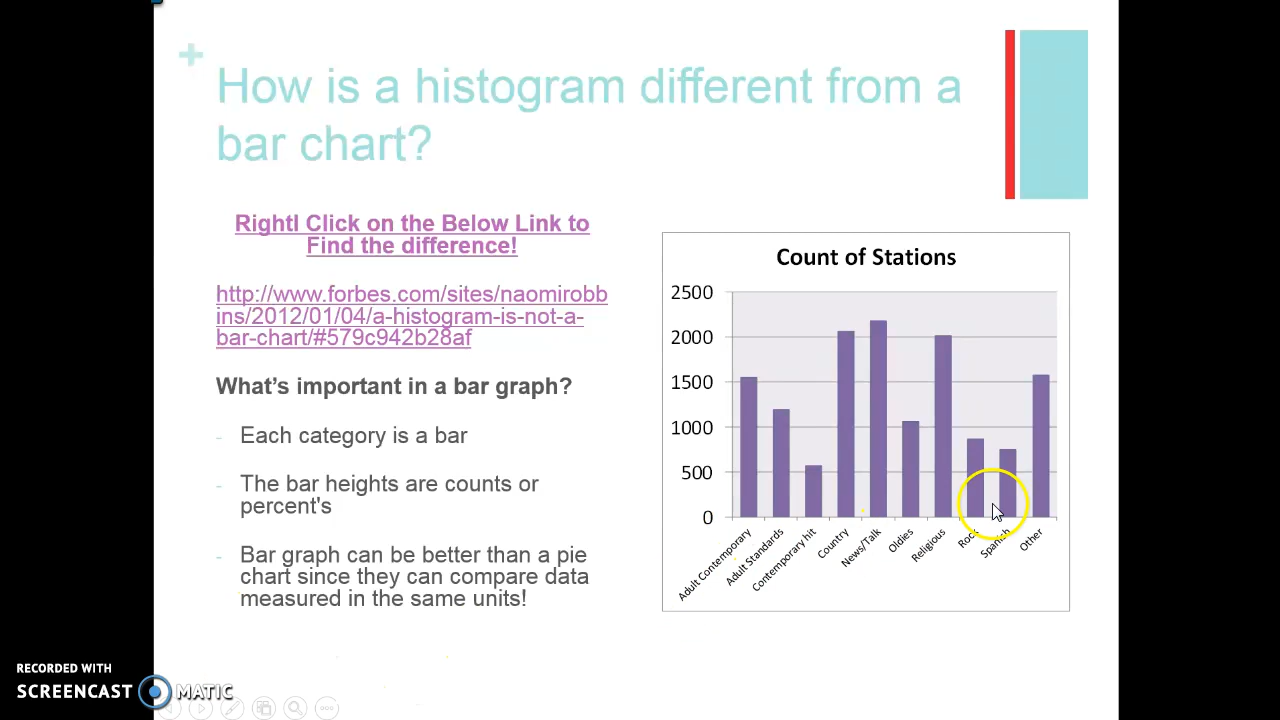 +
How is a histogram different from a
bar chart?
Right! Click on the Below Link to
Find the difference!
http://www.forbes.com/sites/naomirobb
ins/2012/01/04/a-histogram-is-not-a-
bar-chart/#579c942b28af
What's important in a bar graph?
- Each category is a bar
- The bar heights are counts or
percent's
- Bar graph can be better than a pie
chart since they can compare data
measured in the same units!
Count of Stations
2500
2000
1500
1000
500
0
Adult Contemporary
Adult Standards
Contemporary hit
Country
News/Talk
Oldies
Religious
Rock
Spanish
Other
RECORDED WITH
SCREENCAST MATIC